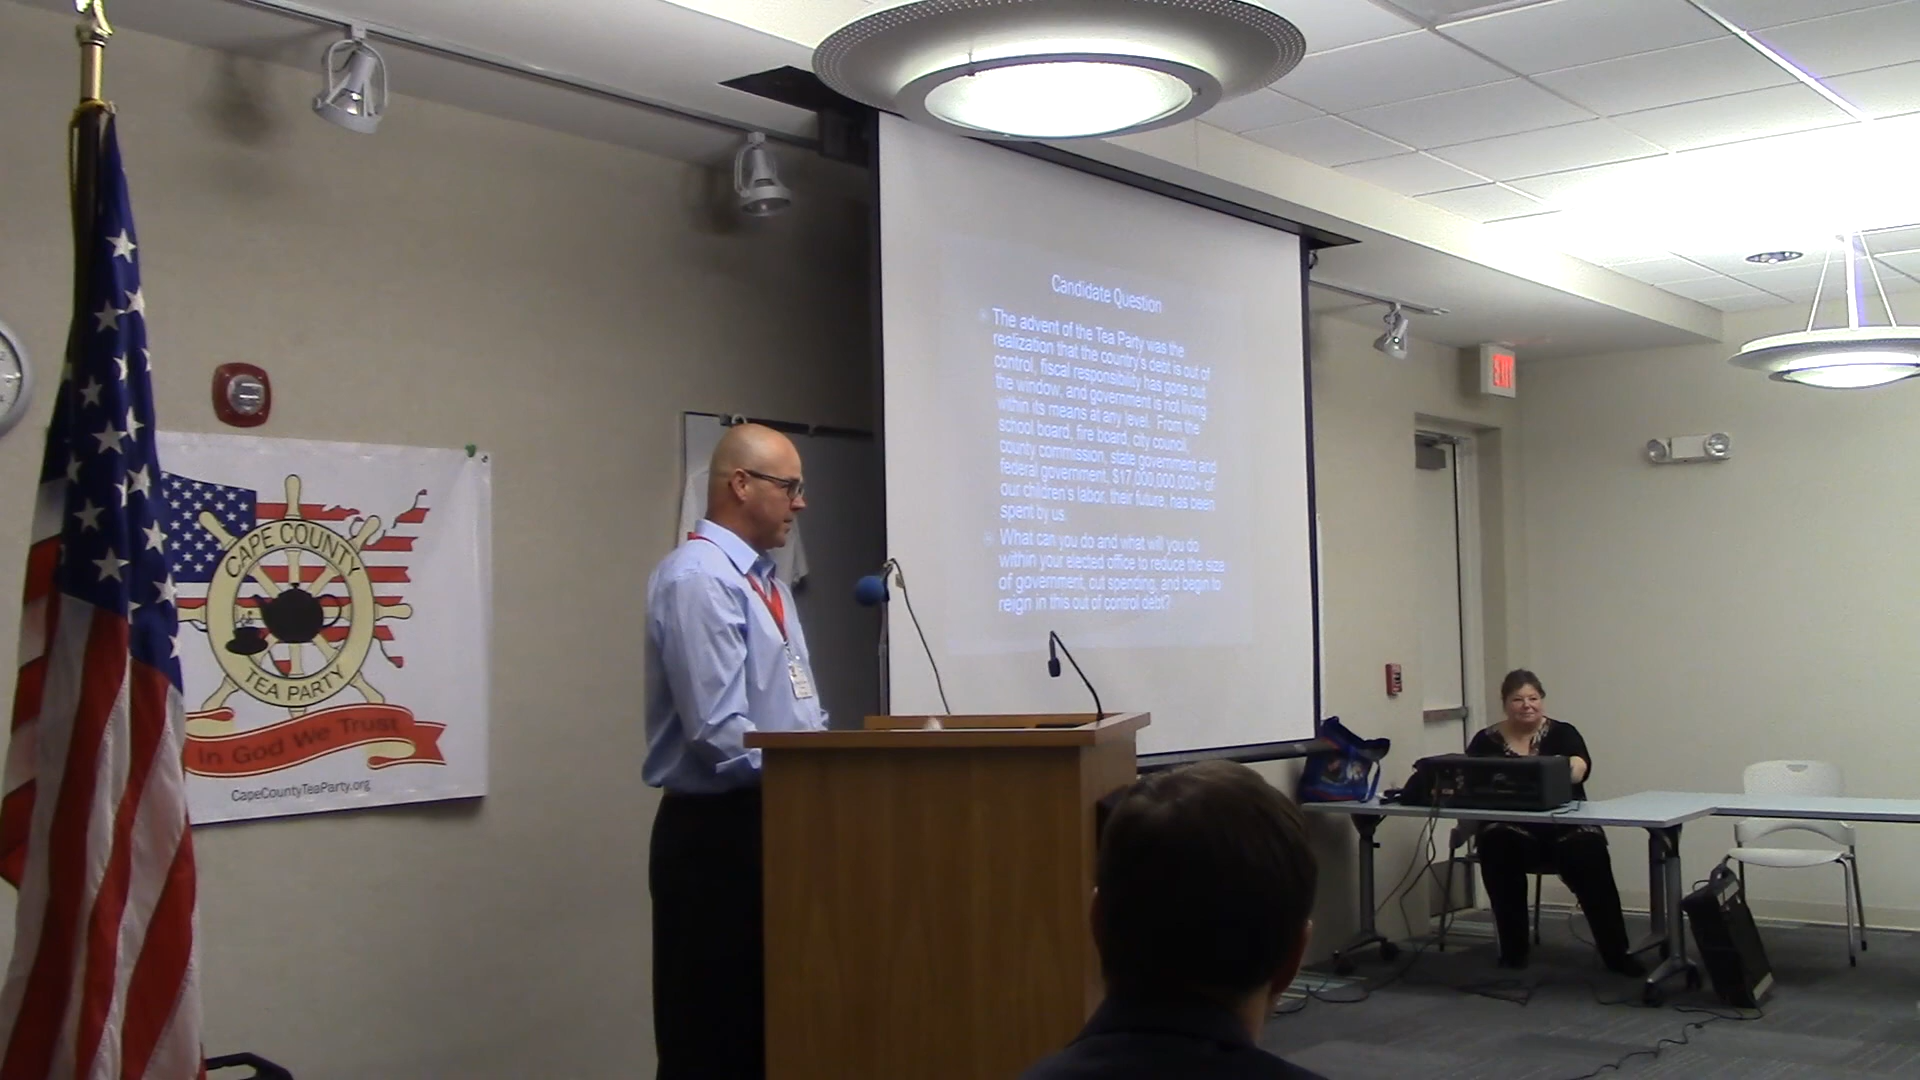 Candidate Question
The advent of the Tea Party was the
realization that the country's debt is out of
control, fiscal responsibility has gone out
the window, and government is not living
within its means at any level. From the
school board, fire board, city council,
county commission, state government and
federal government, $17,000,000,000+ of
our children's labor, their future, has been
spent by us.
What can you do and what will you do
within your elected office to reduce the size
of government, cut spending, and begin to
reign in this out of control debt?
EXIT
CAPE COUNTY
TEA PARTY
In God We Trust
CapeCountyTeaParty.org